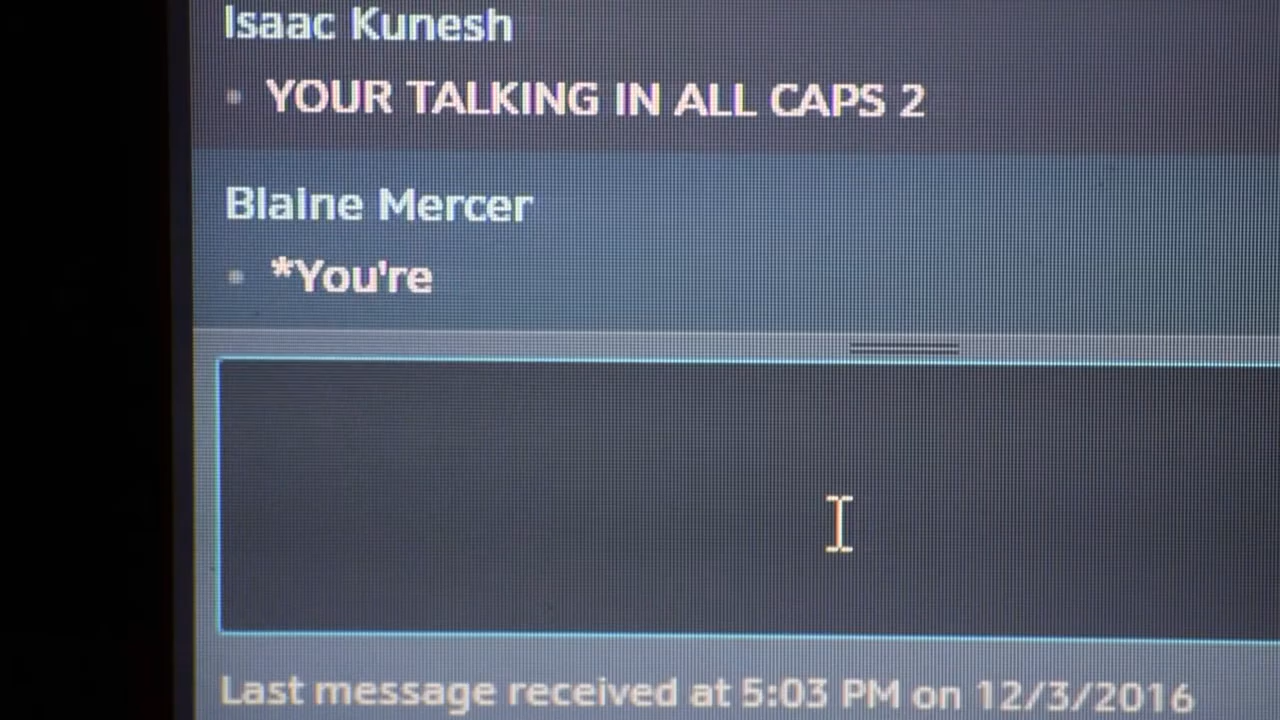 Isaac Kunesh
YOUR TALKING IN ALL CAPS 2
Blaine Mercer
*You're
Last message received at 5:03 PM on 12/3/2016